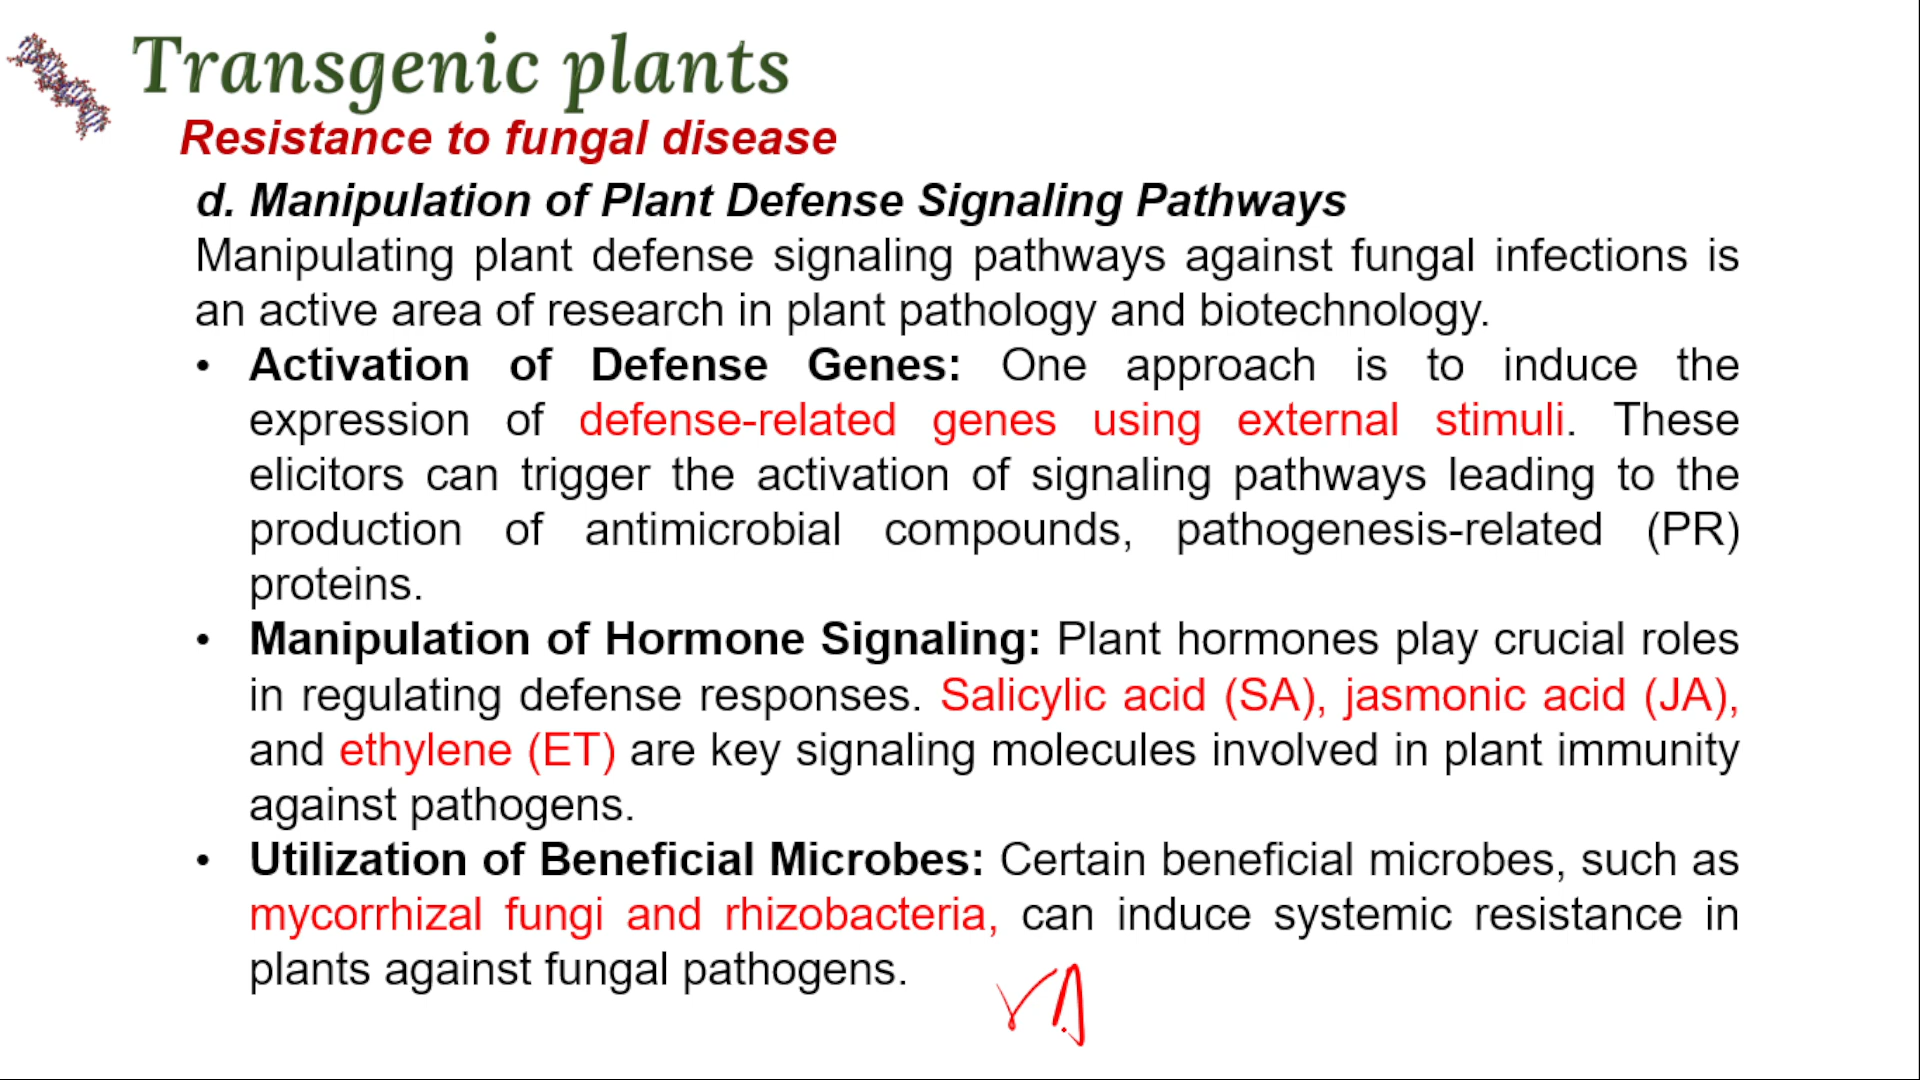 Transgenic plants
Resistance to fungal disease
d. Manipulation of Plant Defense Signaling Pathways
Manipulating plant defense signaling pathways against fungal infections is
an active area of research in plant pathology and biotechnology.
• Activation of Defense Genes: One approach is to induce the
expression of defense-related genes using external stimuli. These
elicitors can trigger the activation of signaling pathways leading to the
production of antimicrobial compounds, pathogenesis-related (PR)
proteins.
• Manipulation of Hormone Signaling: Plant hormones play crucial roles
in regulating defense responses. Salicylic acid (SA), jasmonic acid (JA),
and ethylene (ET) are key signaling molecules involved in plant immunity
against pathogens.
• Utilization of Beneficial Microbes: Certain beneficial microbes, such as
mycorrhizal fungi and rhizobacteria, can induce systemic resistance in
plants against fungal pathogens.